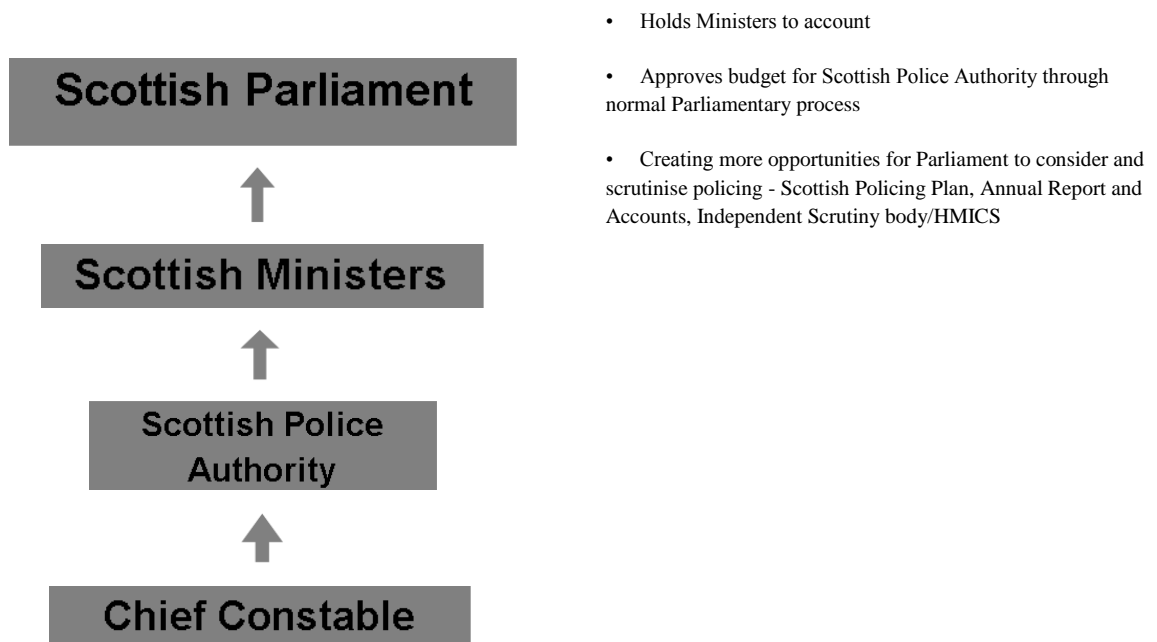 Scottish Parliament
Scottish Ministers
Scottish Police
Authority
Chief Constable
• Holds Ministers to account
• Approves budget for Scottish Police Authority through
normal Parliamentary process
• Creating more opportunities for Parliament to consider and
scrutinise policing - Scottish Policing Plan, Annual Report and
Accounts, Independent Scrutiny body/HMICS